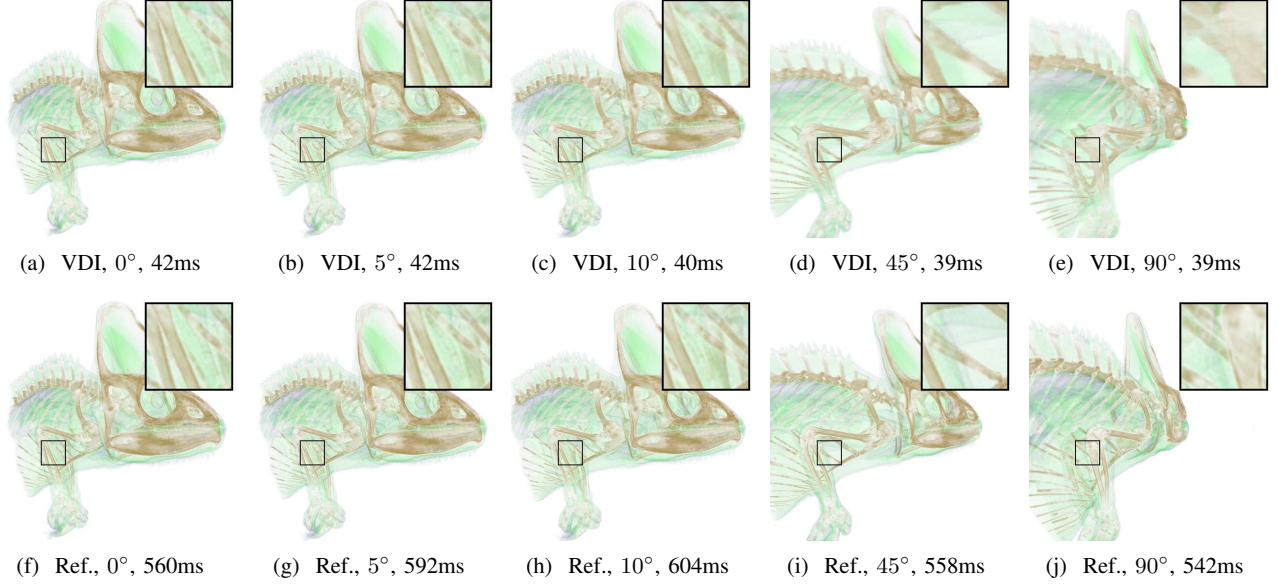 (a) VDI, 0°, 42ms
(b) VDI, 5°, 42ms
(c) VDI, 10°, 40ms
(d) VDI, 45°, 39ms
(e) VDI, 90°, 39ms
(f) Ref., 0°, 560ms
(g) Ref., 5°, 592ms
(h) Ref., 10°, 604ms
(i) Ref., 45°, 558ms
(j) Ref., 90°, 542ms